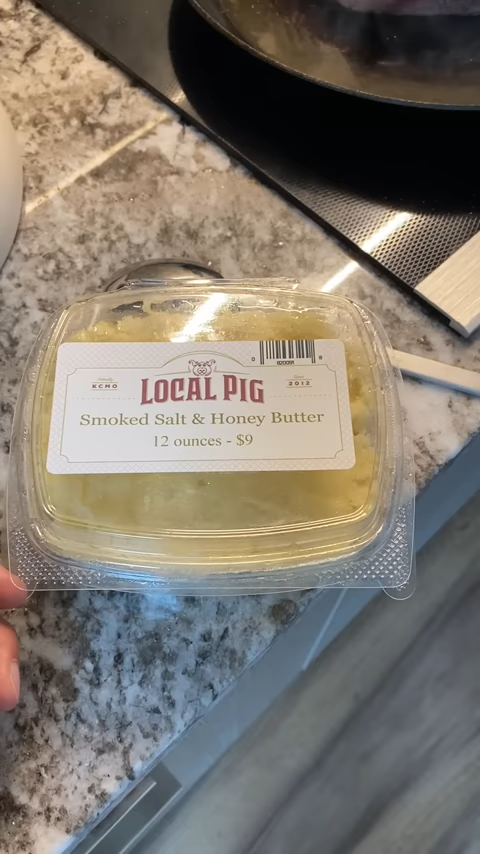 KCMO
LOCAL PIG
2012
Smoked Salt & Honey Butter
12 ounces - $9